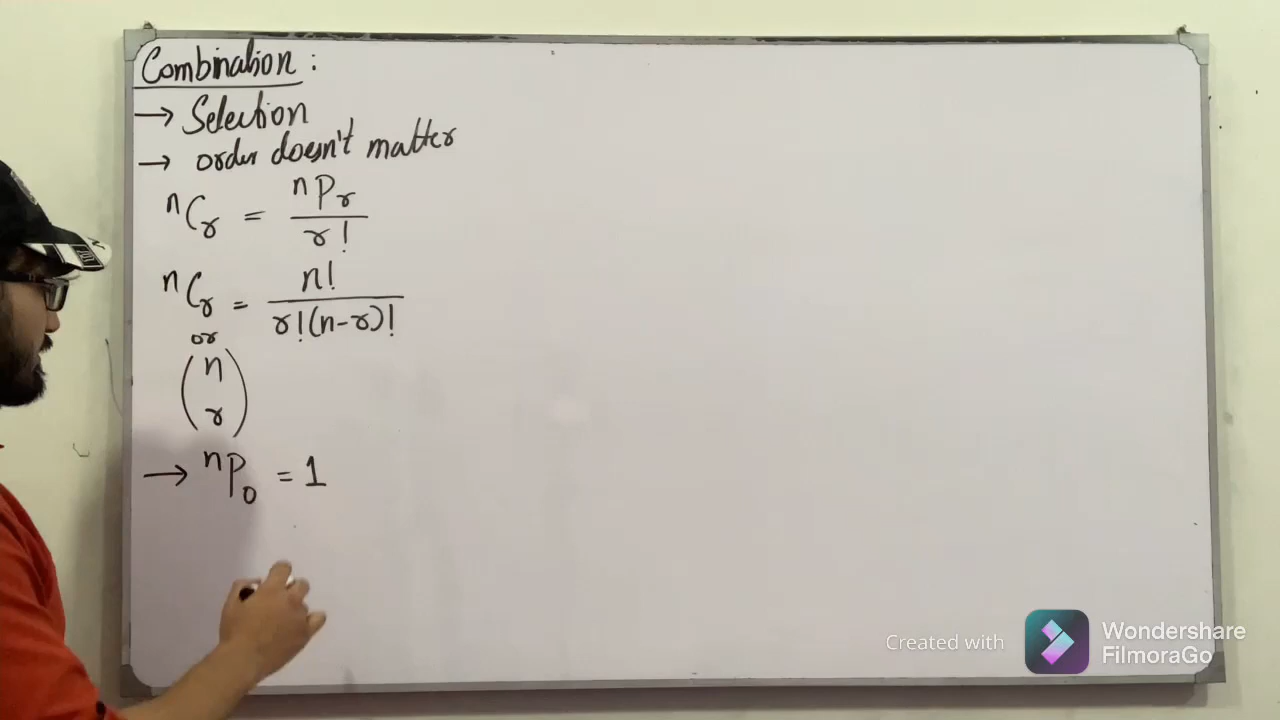 Combination :
→ Selection
→ order doesn't matter
ⁿCᵣ = ⁿPᵣ / r!
ⁿCᵣ = n! / r!(n-r)!
or
(n r)
→ ⁿP₀ = 1
Created with Wondershare FilmoraGo